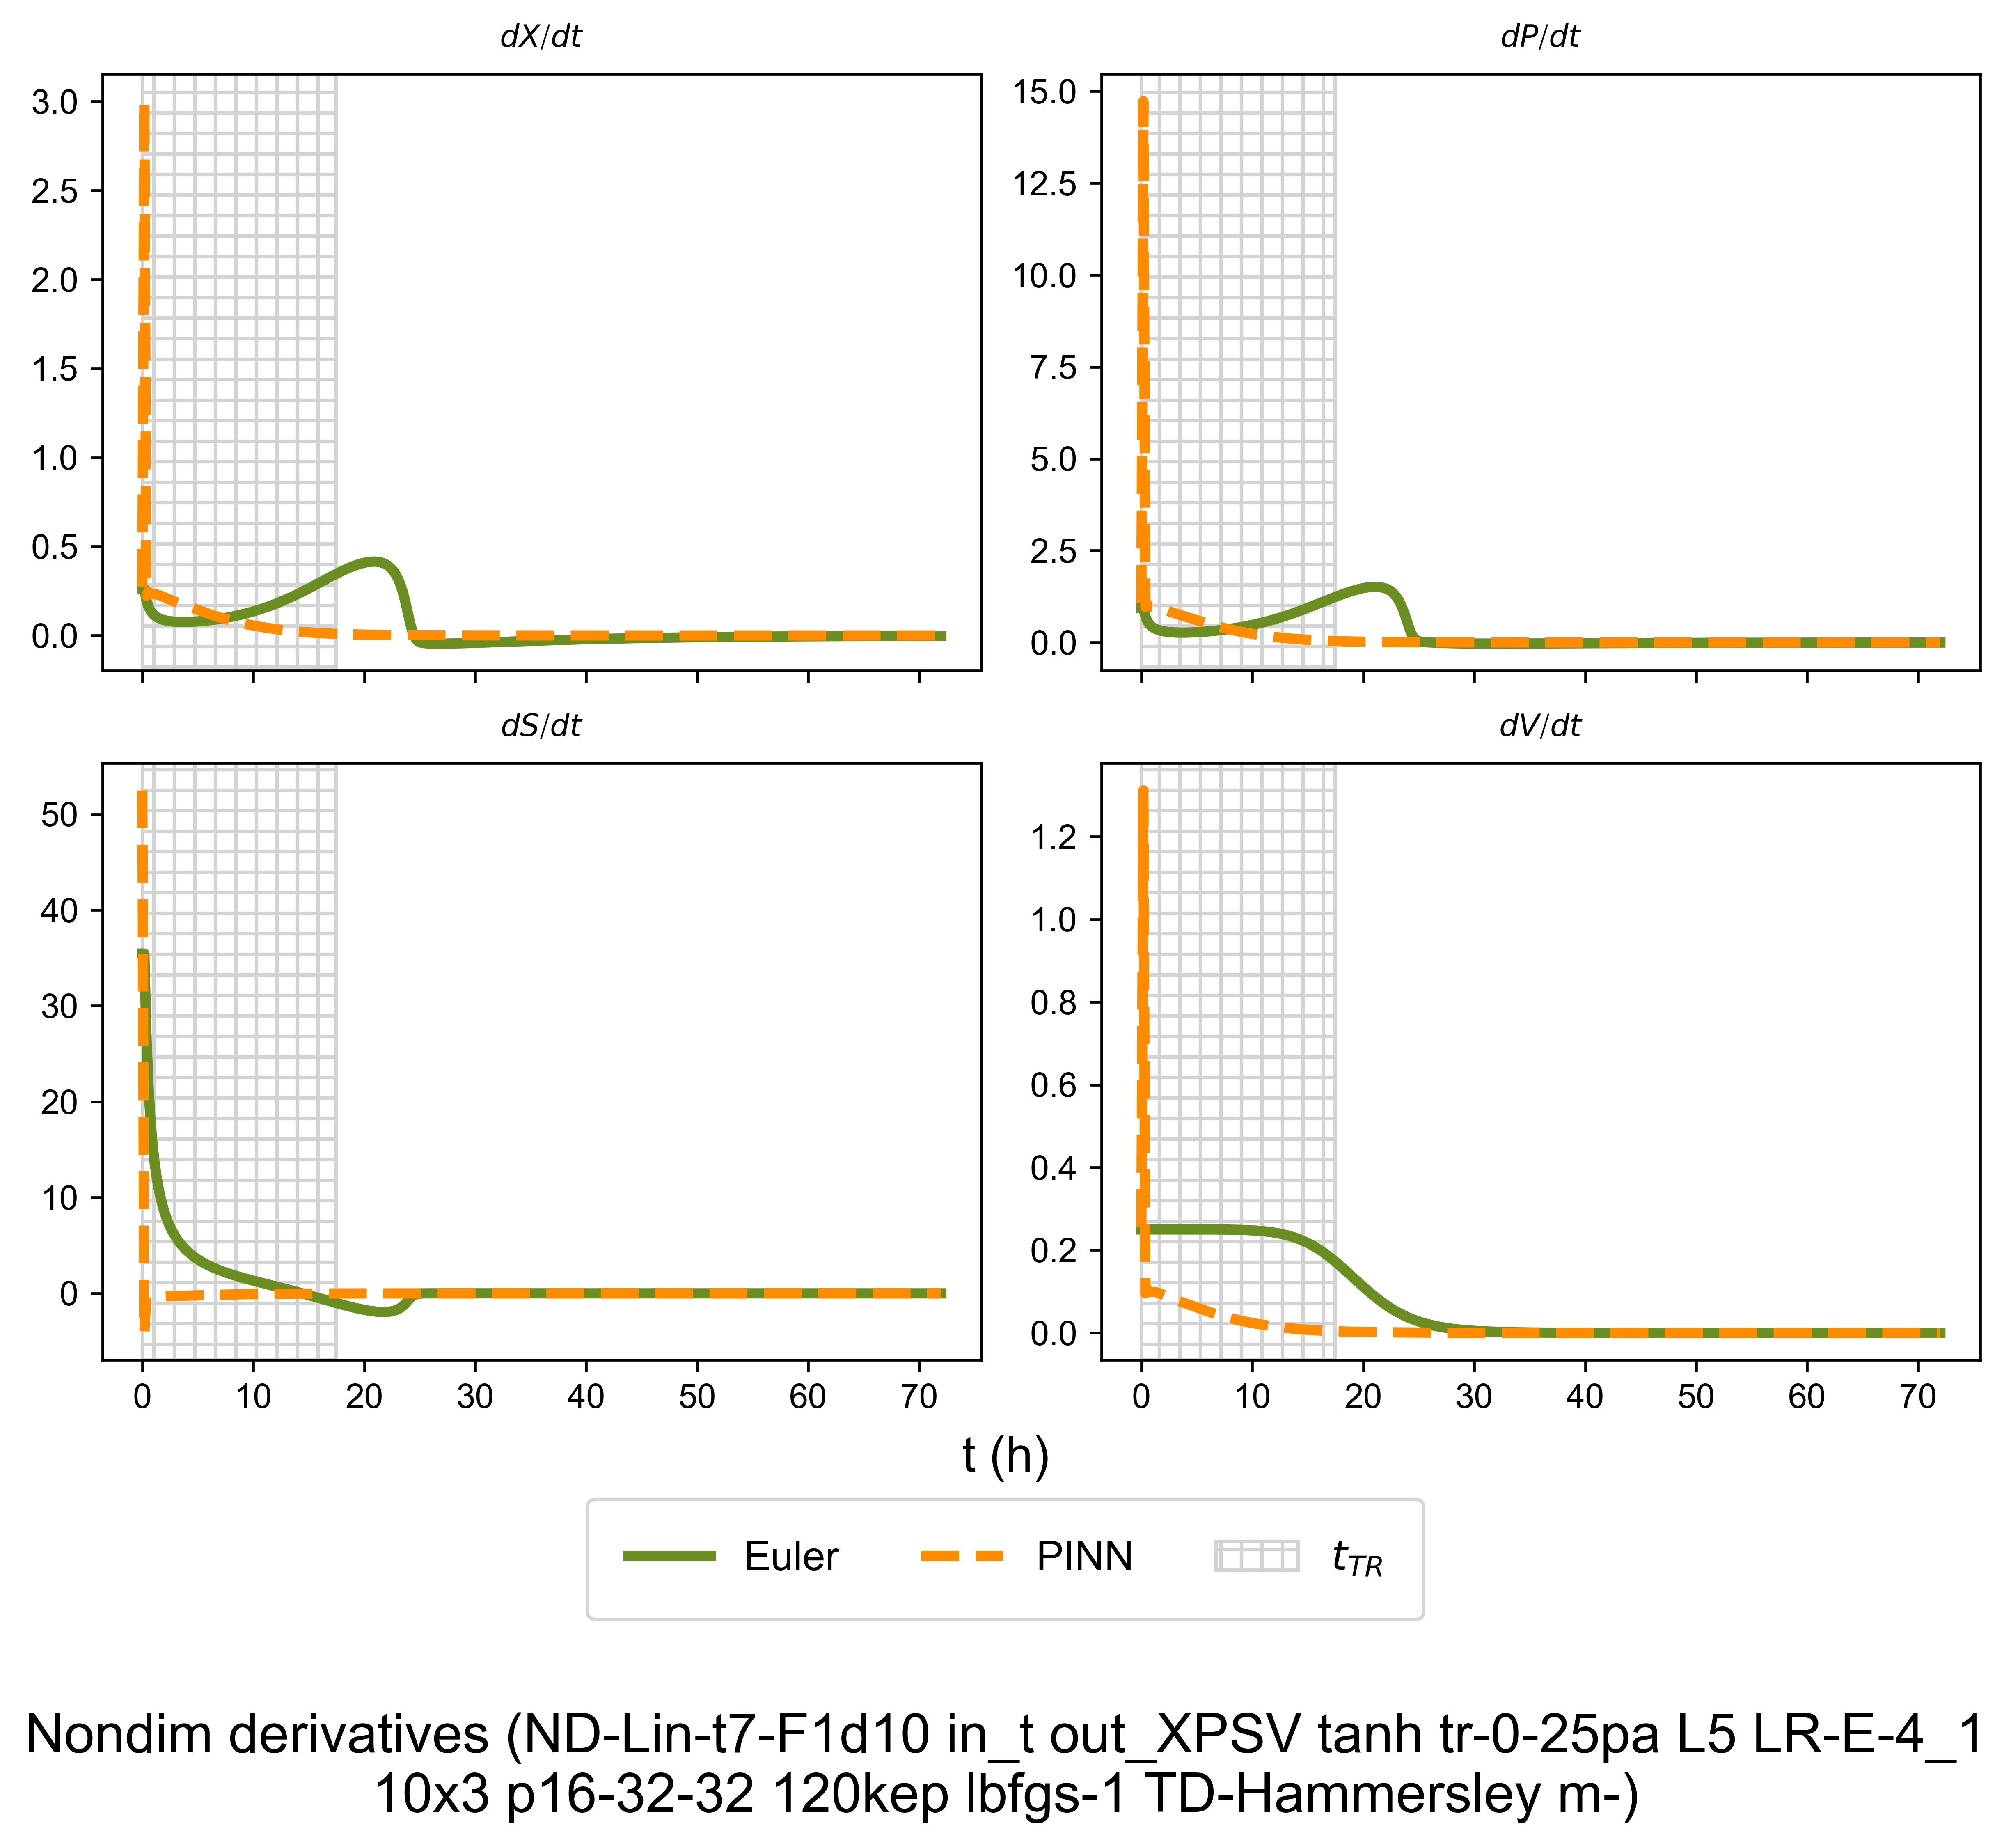 dX/dt
dP/dt
3.0
2.5
2.0
1.5
1.0
0.5
0.0
15.0
12.5
10.0
7.5
5.0
2.5
0.0
dS/dt
dV/dt
50
40
30
20
10
0
1.2
1.0
0.8
0.6
0.4
0.2
0.0
0 10 20 30 40 50 60 70
0 10 20 30 40 50 60 70
t (h)
Euler PINN t_TR
Nondim derivatives (ND-Lin-t7-F1d10 in_t out_XPSV tanh tr-0-25pa L5 LR-E-4_1
10x3 p16-32-32 120kep lbfgs-1 TD-Hammersley m-)